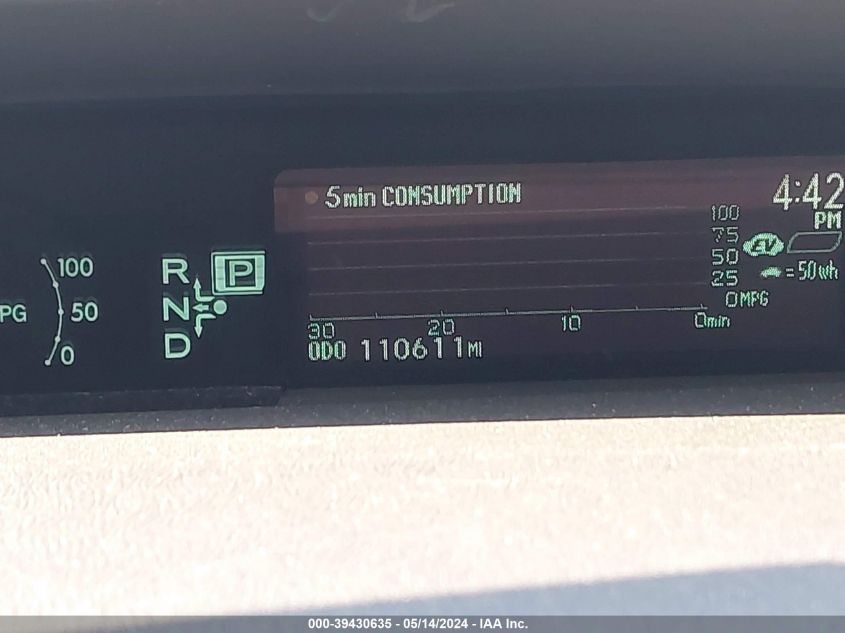 5min CONSUMPTION
4:42
PM
100
75
50
25
0MPG
EV
=50wh
30 20 10 0min
ODO 110611MI
100
PG 50
0
R P
N
D
000-39430635 - 05/14/2024 - IAA Inc.